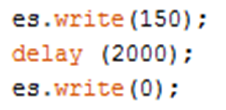 es.write(150);
delay (2000);
es.write(0);